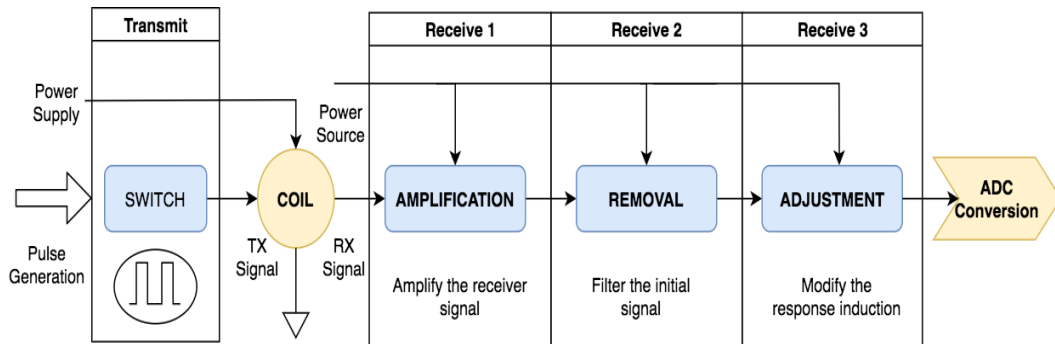 Transmit
Receive 1
Receive 2
Receive 3
Power
Supply
Power
Source
SWITCH
COIL
AMPLIFICATION
REMOVAL
ADJUSTMENT
ADC
Conversion
Pulse
Generation
TX
Signal
RX
Signal
Amplify the receiver
signal
Filter the initial
signal
Modify the
response induction